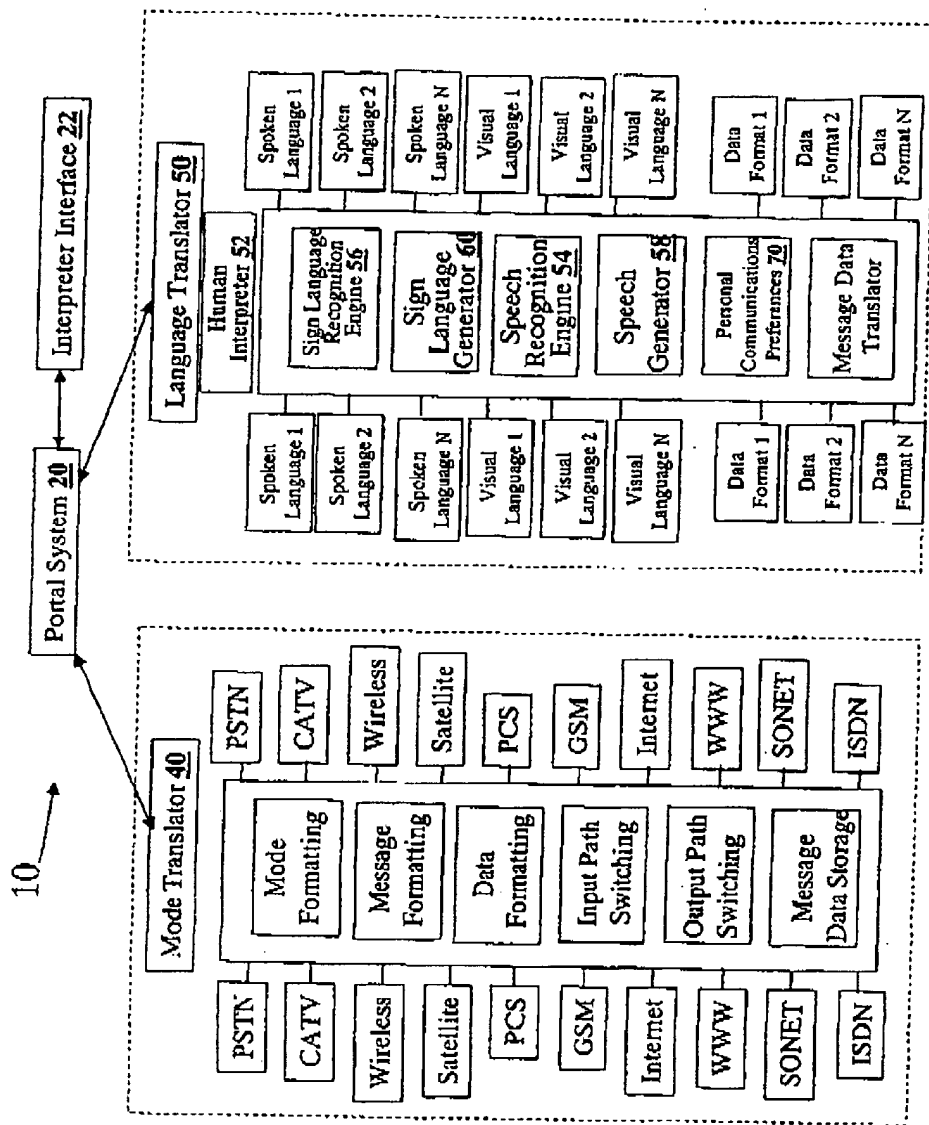 10
Portal System 20
Interpreter Interface 22
Mode Translator 40
PSTN
CATV
Wireless
Satellite
PCS
GSM
Internet
WWW
SONET
ISDN
Mode
Formatting
Message
Formatting
Data
Formatting
Input Path
Switching
Output Path
Switching
Message
Data Storage
PSTN
CATV
Wireless
Satellite
PCS
GSM
Internet
WWW
SONET
ISDN
Language Translator 50
Human
Interpreter 52
Spoken
Language 1
Spoken
Language 2
Spoken
Language N
Visual
Language 1
Visual
Language 2
Visual
Language N
Data
Format 1
Data
Format 2
Data
Format N
Sign Language
Recognition
Engine 56
Sign
Language
Generator 60
Speech
Recognition
Engine 54
Speech
Generator 58
Personal
Communications
Preferences 70
Message Data
Translator
Spoken
Language 1
Spoken
Language 2
Spoken
Language N
Visual
Language 1
Visual
Language 2
Visual
Language N
Data
Format 1
Data
Format 2
Data
Format N